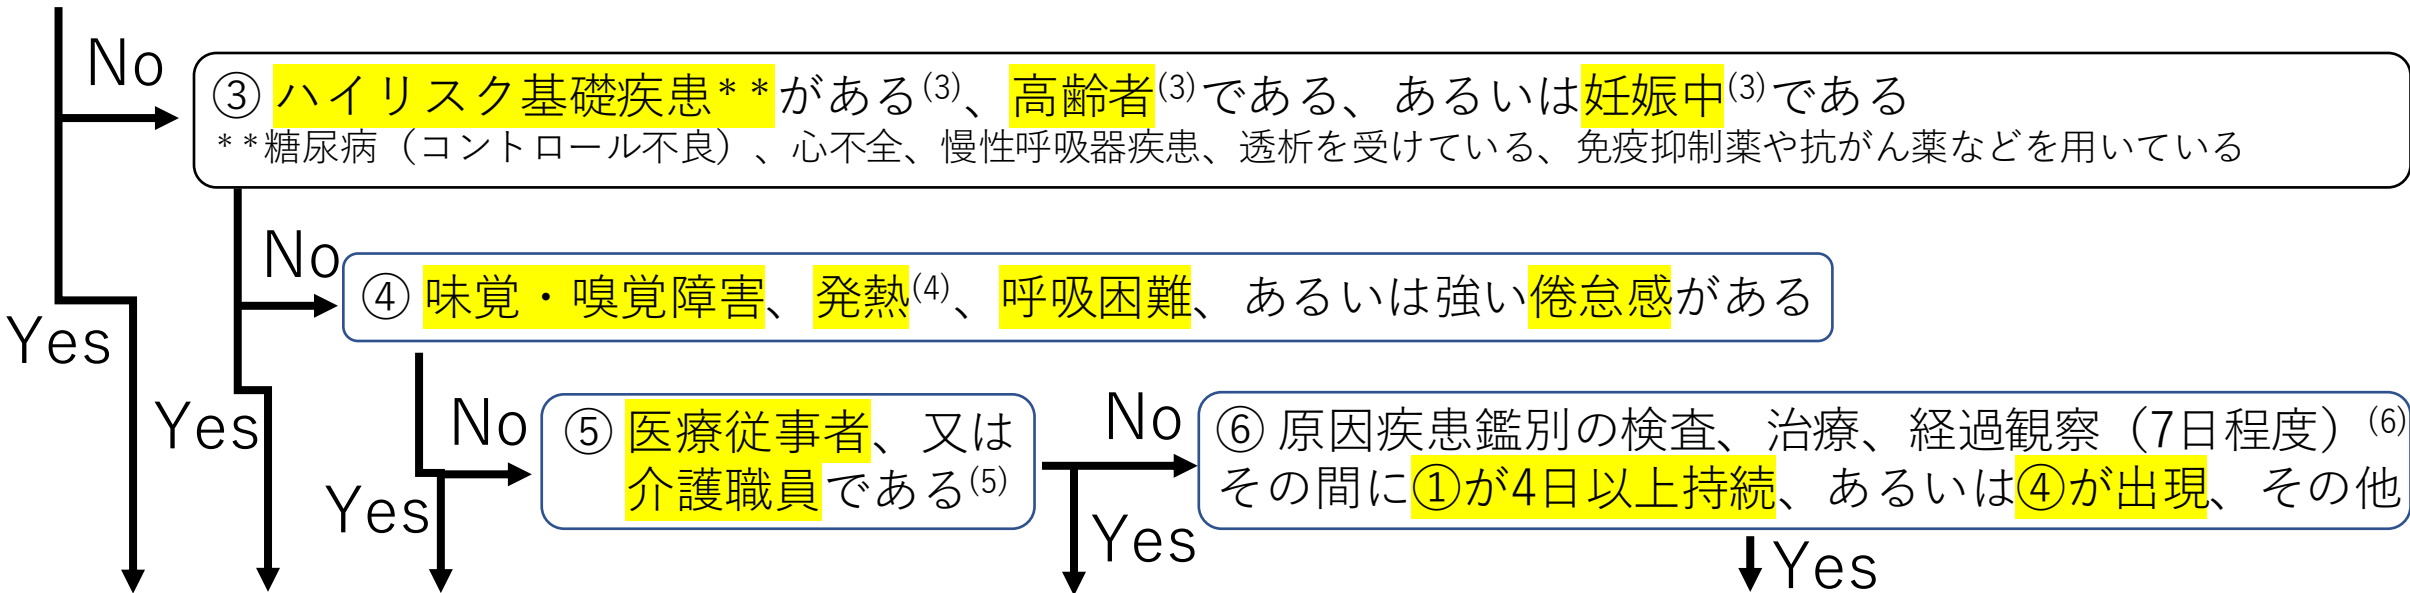 No
③ ハイリスク基礎疾患**がある(3)、高齢者(3)である、あるいは妊娠中(3)である
**糖尿病（コントロール不良）、心不全、慢性呼吸器疾患、透析を受けている、免疫抑制薬や抗がん薬などを用いている
No
④ 味覚・嗅覚障害、発熱(4)、呼吸困難、あるいは強い倦怠感がある
Yes
Yes
No
⑤ 医療従事者、又は
介護職員である(5)
Yes
No
⑥ 原因疾患鑑別の検査、治療、経過観察（7日程度）(6)
その間に①が4日以上持続、あるいは④が出現、その他
Yes
Yes